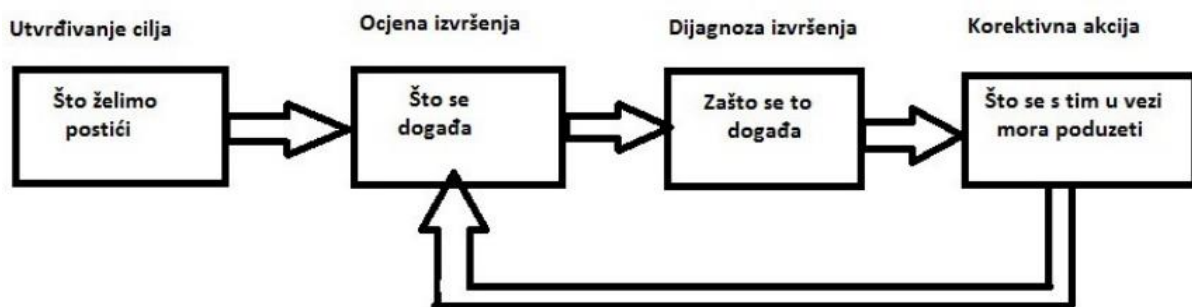 Utvrđivanje cilja
Ocjena izvršenja
Dijagnoza izvršenja
Korektivna akcija
Što želimo
postići
Što se
događa
Zašto se to
događa
Što se s tim u vezi
mora poduzeti